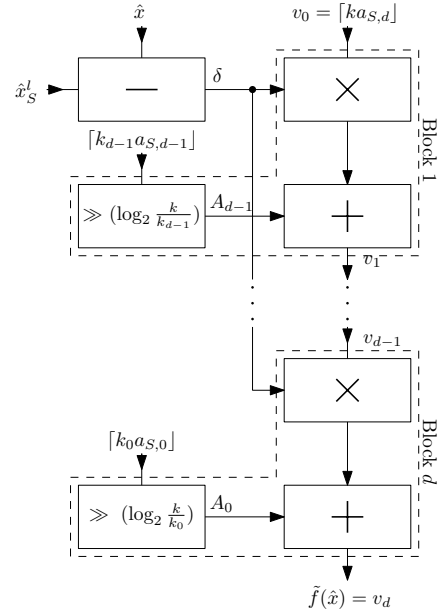 x̂ v₀ = ⌈ka_{S,d}⌋
x̂ₛˡ − δ ×
⌈k_{d−1}a_{S,d−1}⌋
≫ (log₂ k/k_{d−1}) A_{d−1} +
Block 1
v₁
v_{d−1}
×
⌈k₀a_{S,0}⌋
≫ (log₂ k/k₀) A₀ +
Block d
f̃(x̂) = v_d